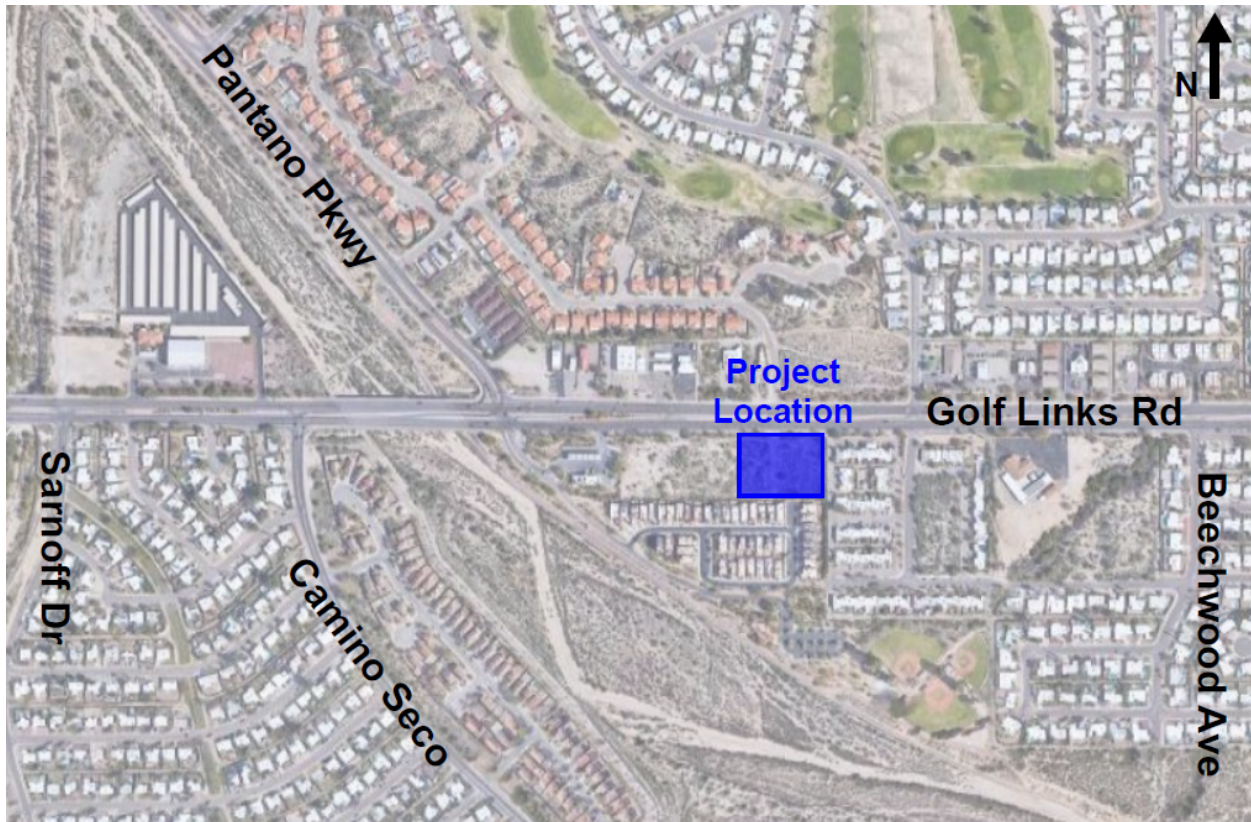 N
Pantano Pkwy
Project
Location
Golf Links Rd
Sarnoff Dr
Camino Seco
Beechwood Ave